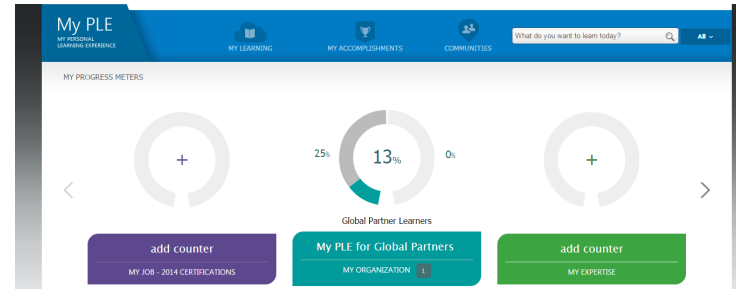 My PLE
MY PERSONAL
LEARNING EXPERIENCE
MY LEARNING
MY ACCOMPLISHMENTS
COMMUNITIES
What do you want to learn today?
All
MY PROGRESS METERS
+
25%
13%
0%
+
Global Partner Learners
add counter
MY JOB - 2014 CERTIFICATIONS
My PLE for Global Partners
MY ORGANIZATION 1
add counter
MY EXPERTISE